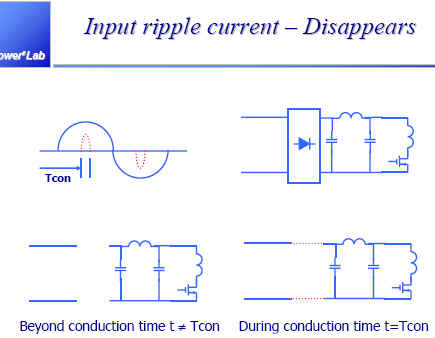 Input ripple current – Disappears
ower°Lab
Tcon
Beyond conduction time t ≠ Tcon
During conduction time t=Tcon